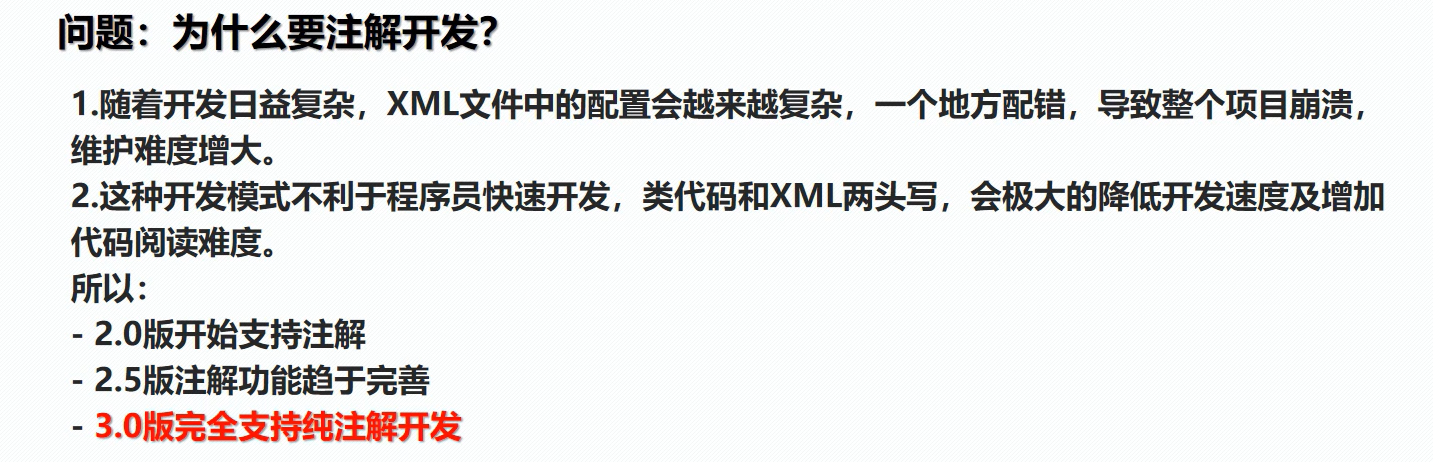 问题：为什么要注解开发？
1.随着开发日益复杂，XML文件中的配置会越来越复杂，一个地方配错，导致整个项目崩溃，
维护难度增大。
2.这种开发模式不利于程序员快速开发，类代码和XML两头写，会极大的降低开发速度及增加
代码阅读难度。
所以：
- 2.0版开始支持注解
- 2.5版注解功能趋于完善
- 3.0版完全支持纯注解开发